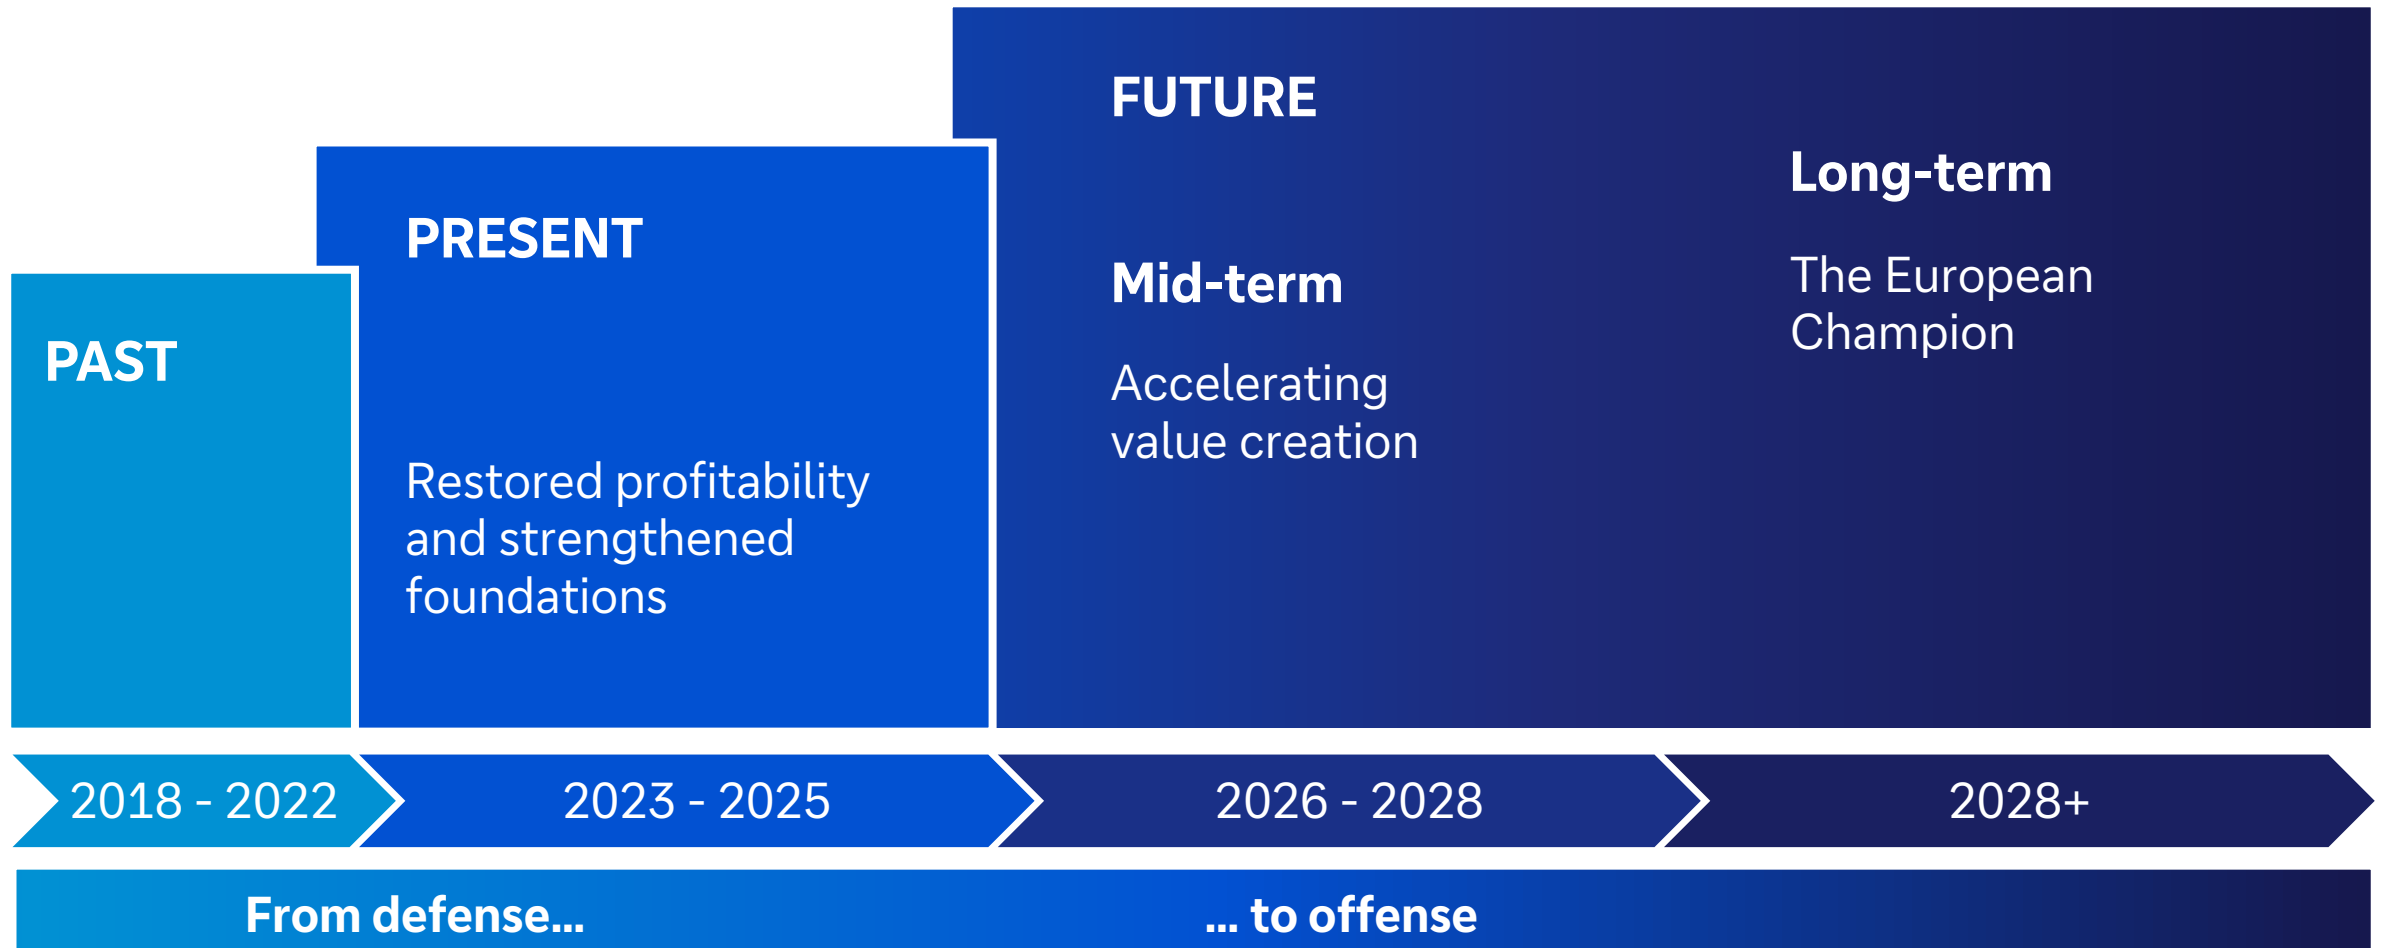 PAST
PRESENT
Restored profitability
and strengthened
foundations
FUTURE
Mid-term
Accelerating
value creation
Long-term
The European
Champion
2018 - 2022
2023 - 2025
2026 - 2028
2028+
From defense...
... to offense